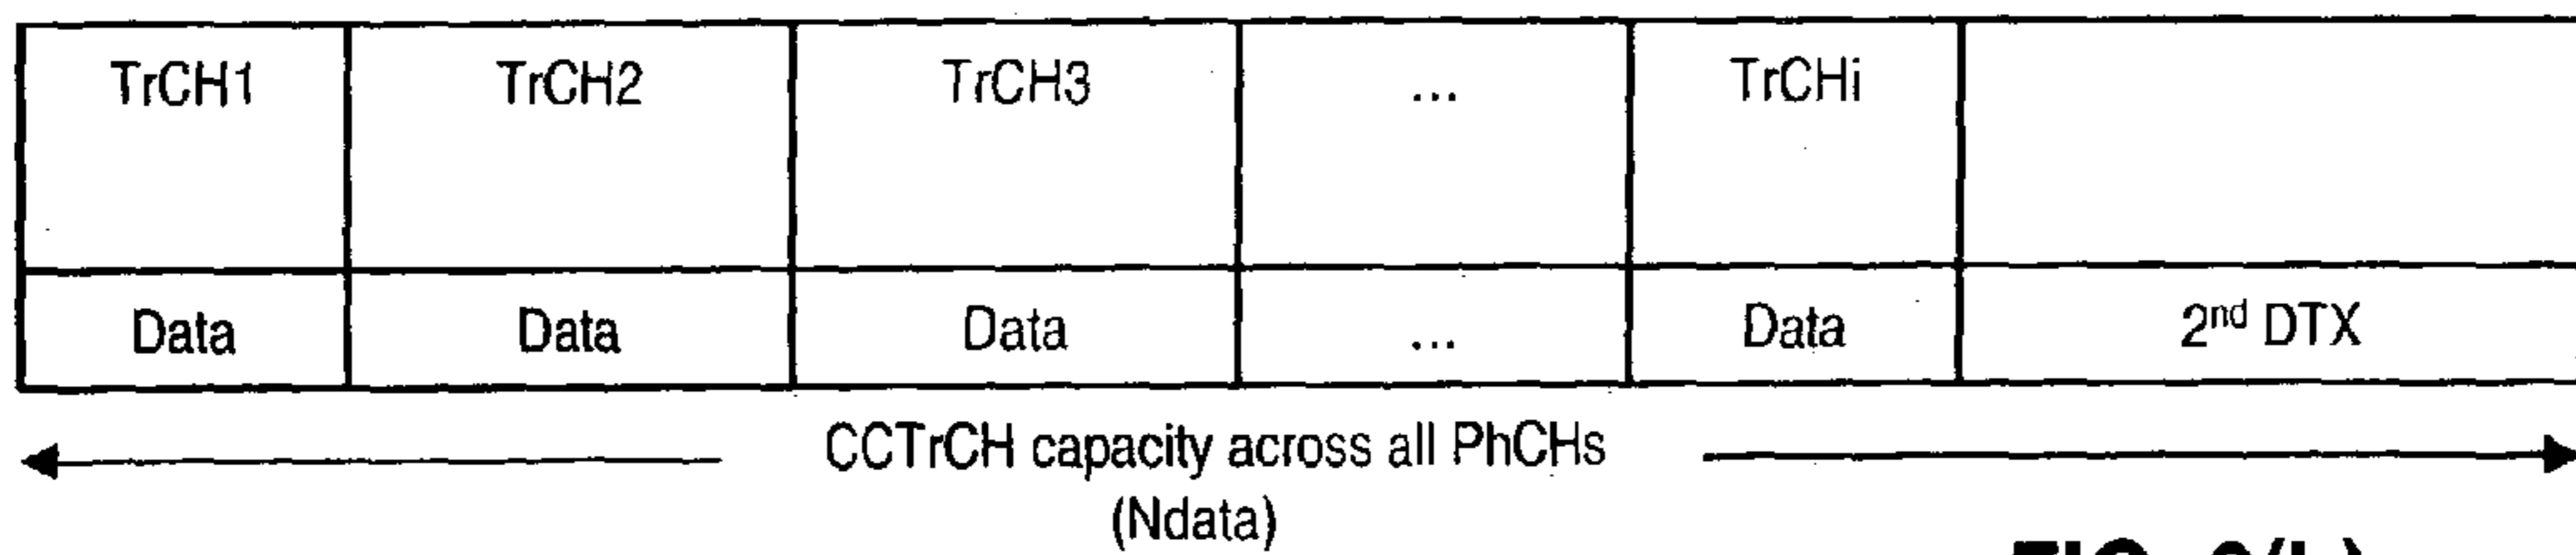 TrCH1 TrCH2 TrCH3 ... TrCHi
Data Data Data ... Data 2nd DTX
CCTrCH capacity across all PhCHs
(Ndata)